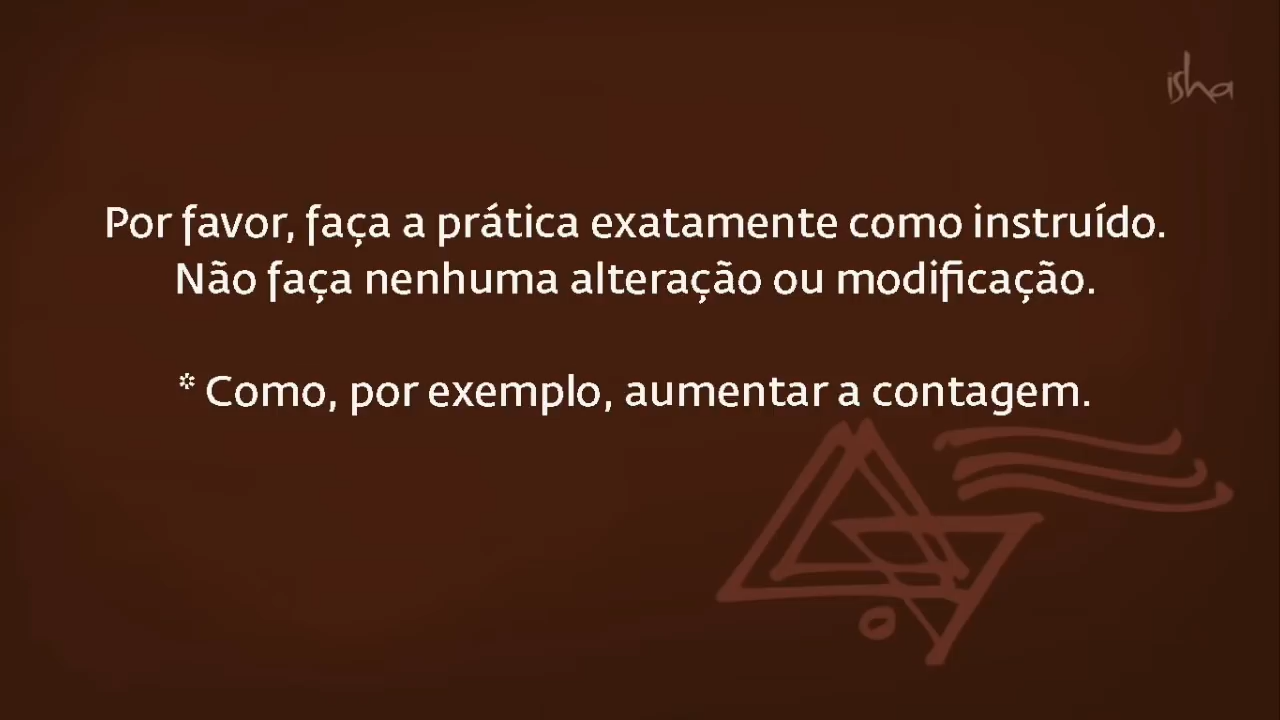 isha
Por favor, faça a prática exatamente como instruído.
Não faça nenhuma alteração ou modificação.
* Como, por exemplo, aumentar a contagem.